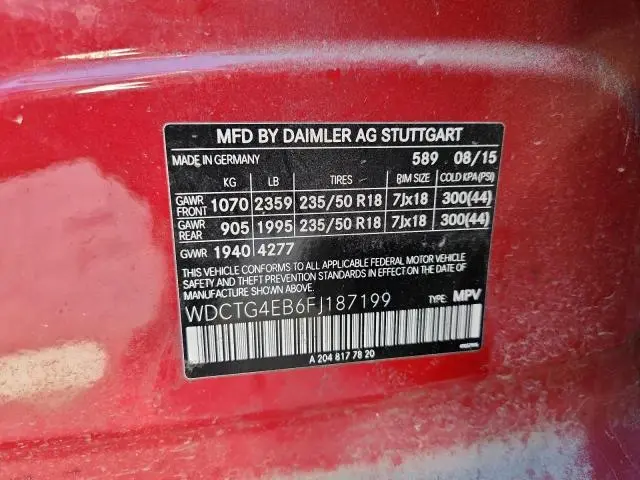 MFD BY DAIMLER AG STUTTGART
MADE IN GERMANY 589 08/15
KG LB TIRES RIM SIZE COLD KPA (PSI)
GAWR FRONT 1070 2359 235/50 R18 7Jx18 300(44)
GAWR REAR 905 1995 235/50 R18 7Jx18 300(44)
GVWR 1940 4277
THIS VEHICLE CONFORMS TO ALL APPLICABLE FEDERAL MOTOR VEHICLE
SAFETY AND THEFT PREVENTION STANDARDS IN EFFECT ON THE DATE
OF MANUFACTURE SHOWN ABOVE.
WDCTG4EB6FJ187199 TYPE: MPV
A 204 817 78 20